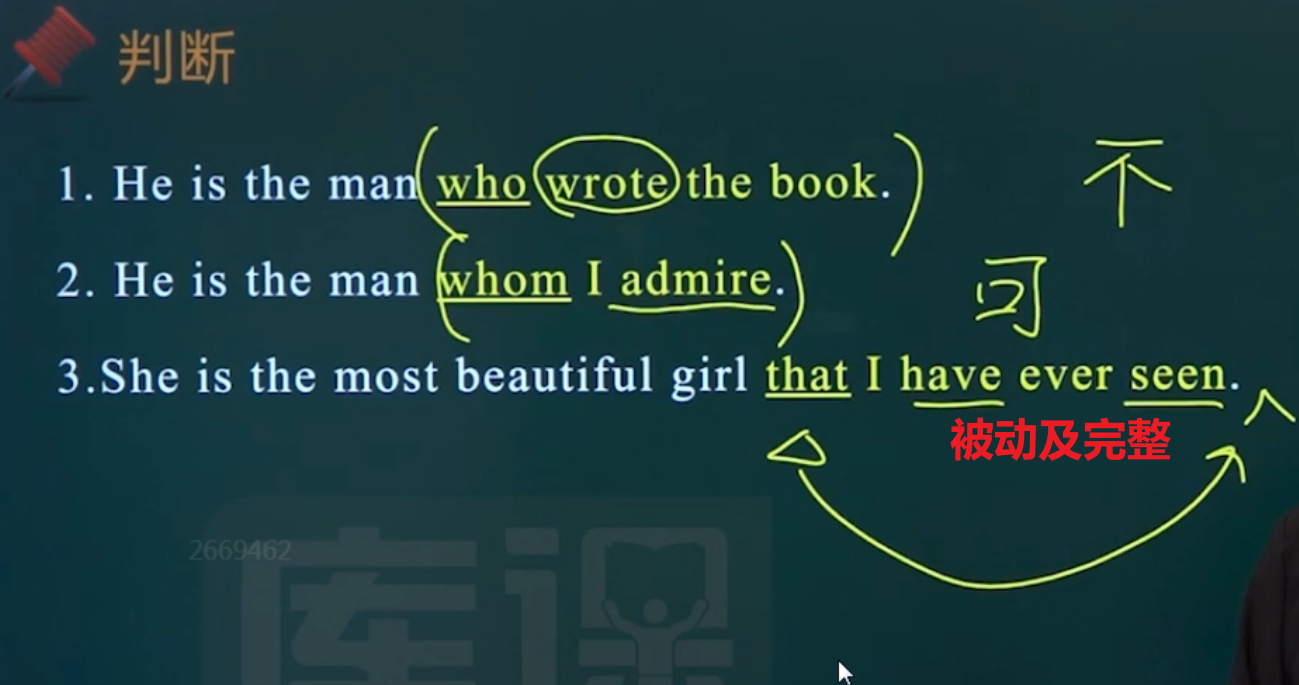 判断
1. He is the man who wrote the book.
不
2. He is the man whom I admire.
可
3.She is the most beautiful girl that I have ever seen.
被动及完整
2669462
库课